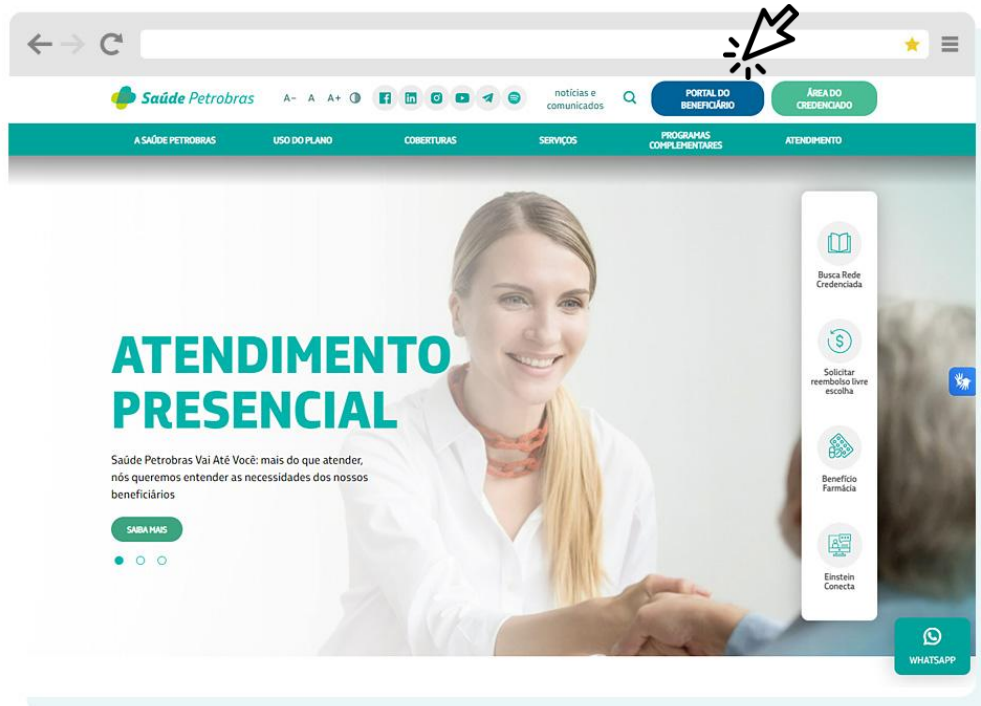 Saúde Petrobras
A- A A+
notícias e
comunicados
PORTAL DO
BENEFICIÁRIO
ÁREA DO
CREDENCIADO
A SAÚDE PETROBRAS
USO DO PLANO
COBERTURAS
SERVIÇOS
PROGRAMAS
COMPLEMENTARES
ATENDIMENTO
ATENDIMENTO
PRESENCIAL
Saúde Petrobras Vai Até Você: mais do que atender,
nós queremos entender as necessidades dos nossos
beneficiários
SAIBA MAIS
Busca Rede
Credenciada
Solicitar
reembolso livre
escolha
Benefício
Farmácia
Einstein
Conecta
WHATSAPP